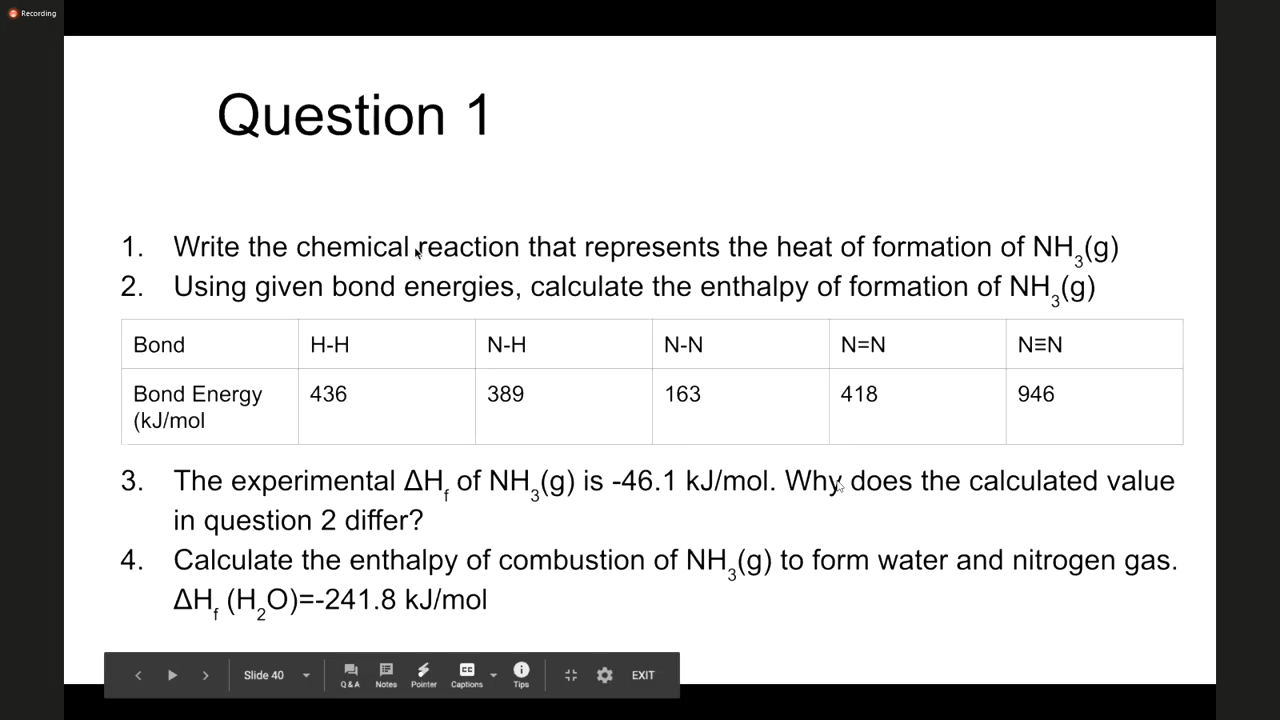 Recording
Question 1
1. Write the chemical reaction that represents the heat of formation of NH₃(g)
2. Using given bond energies, calculate the enthalpy of formation of NH₃(g)
Bond H-H N-H N-N N=N N≡N
Bond Energy 436 389 163 418 946
(kJ/mol
3. The experimental ΔHf of NH₃(g) is -46.1 kJ/mol. Why does the calculated value
in question 2 differ?
4. Calculate the enthalpy of combustion of NH₃(g) to form water and nitrogen gas.
ΔHf (H₂O)=-241.8 kJ/mol
Slide 40 Q&A Notes Pointer Captions Tips EXIT